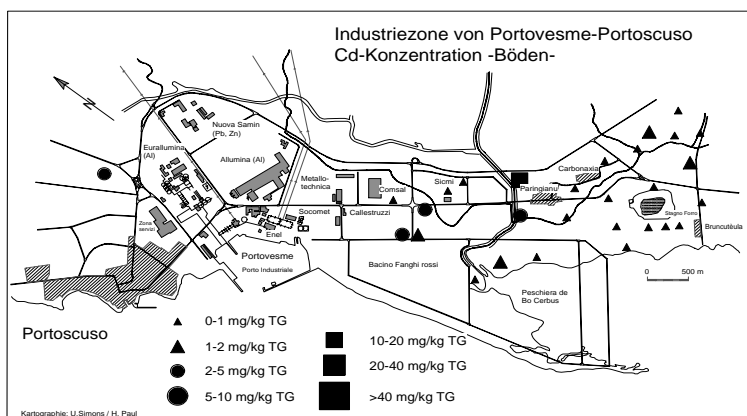 Industriezone von Portovesme-Portoscuso
Cd-Konzentration -Böden-
N
Nuova Samin
(Pb, Zn)
Eurallumina
(Al)
Allumina (Al)
Metallo-
technica
Comsal
Sicmi
Carbonaxia
Paringianu
Zona
servizi
Socomet
Callestruzzi
Enel
Stagno Forro
Bruncutèula
Portovesme
Porto Industriale
Bacino Fanghi rossi
Peschiera de
Bo Cerbus
0 500 m
Portoscuso
0-1 mg/kg TG
1-2 mg/kg TG
2-5 mg/kg TG
5-10 mg/kg TG
10-20 mg/kg TG
20-40 mg/kg TG
>40 mg/kg TG
Kartographie: U.Simons / H. Paul